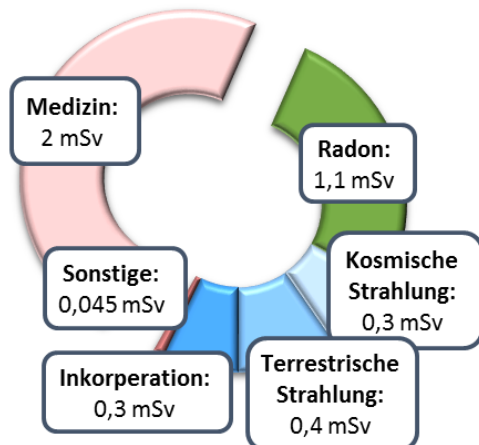 Medizin:
2 mSv
Radon:
1,1 mSv
Sonstige:
0,045 mSv
Kosmische
Strahlung:
0,3 mSv
Inkorperation:
0,3 mSv
Terrestrische
Strahlung:
0,4 mSv